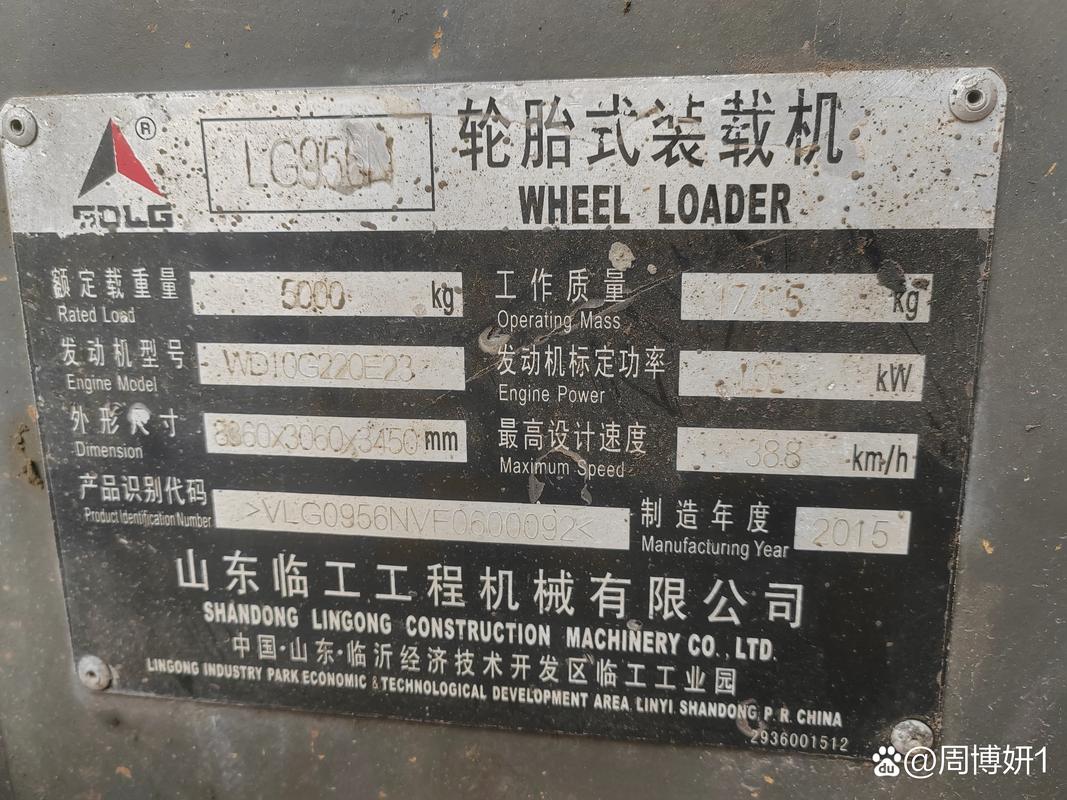 ®
SDLG
轮胎式装载机
WHEEL LOADER
额定载重量 5000 kg
Rated Load
工作质量 kg
Operating Mass
发动机型号 WD10G220E23
Engine Model
发动机标定功率 kW
Engine Power
外形尺寸 x3060x3450 mm
Dimension
最高设计速度 38.8 km/h
Maximum Speed
产品识别代码 >VLG0956NVF0600092<
Product Identification Number
制造年度 2015
Manufacturing Year
山东临工工程机械有限公司
SHANDONG LINGONG CONSTRUCTION MACHINERY CO., LTD.
中国·山东·临沂经济技术开发区临工工业园
LINGONG INDUSTRY PARK ECONOMIC & TECHNOLOGICAL DEVELOPMENT AREA LINYI SHANDONG, P. R. CHINA
2936001512
du @周博妍1